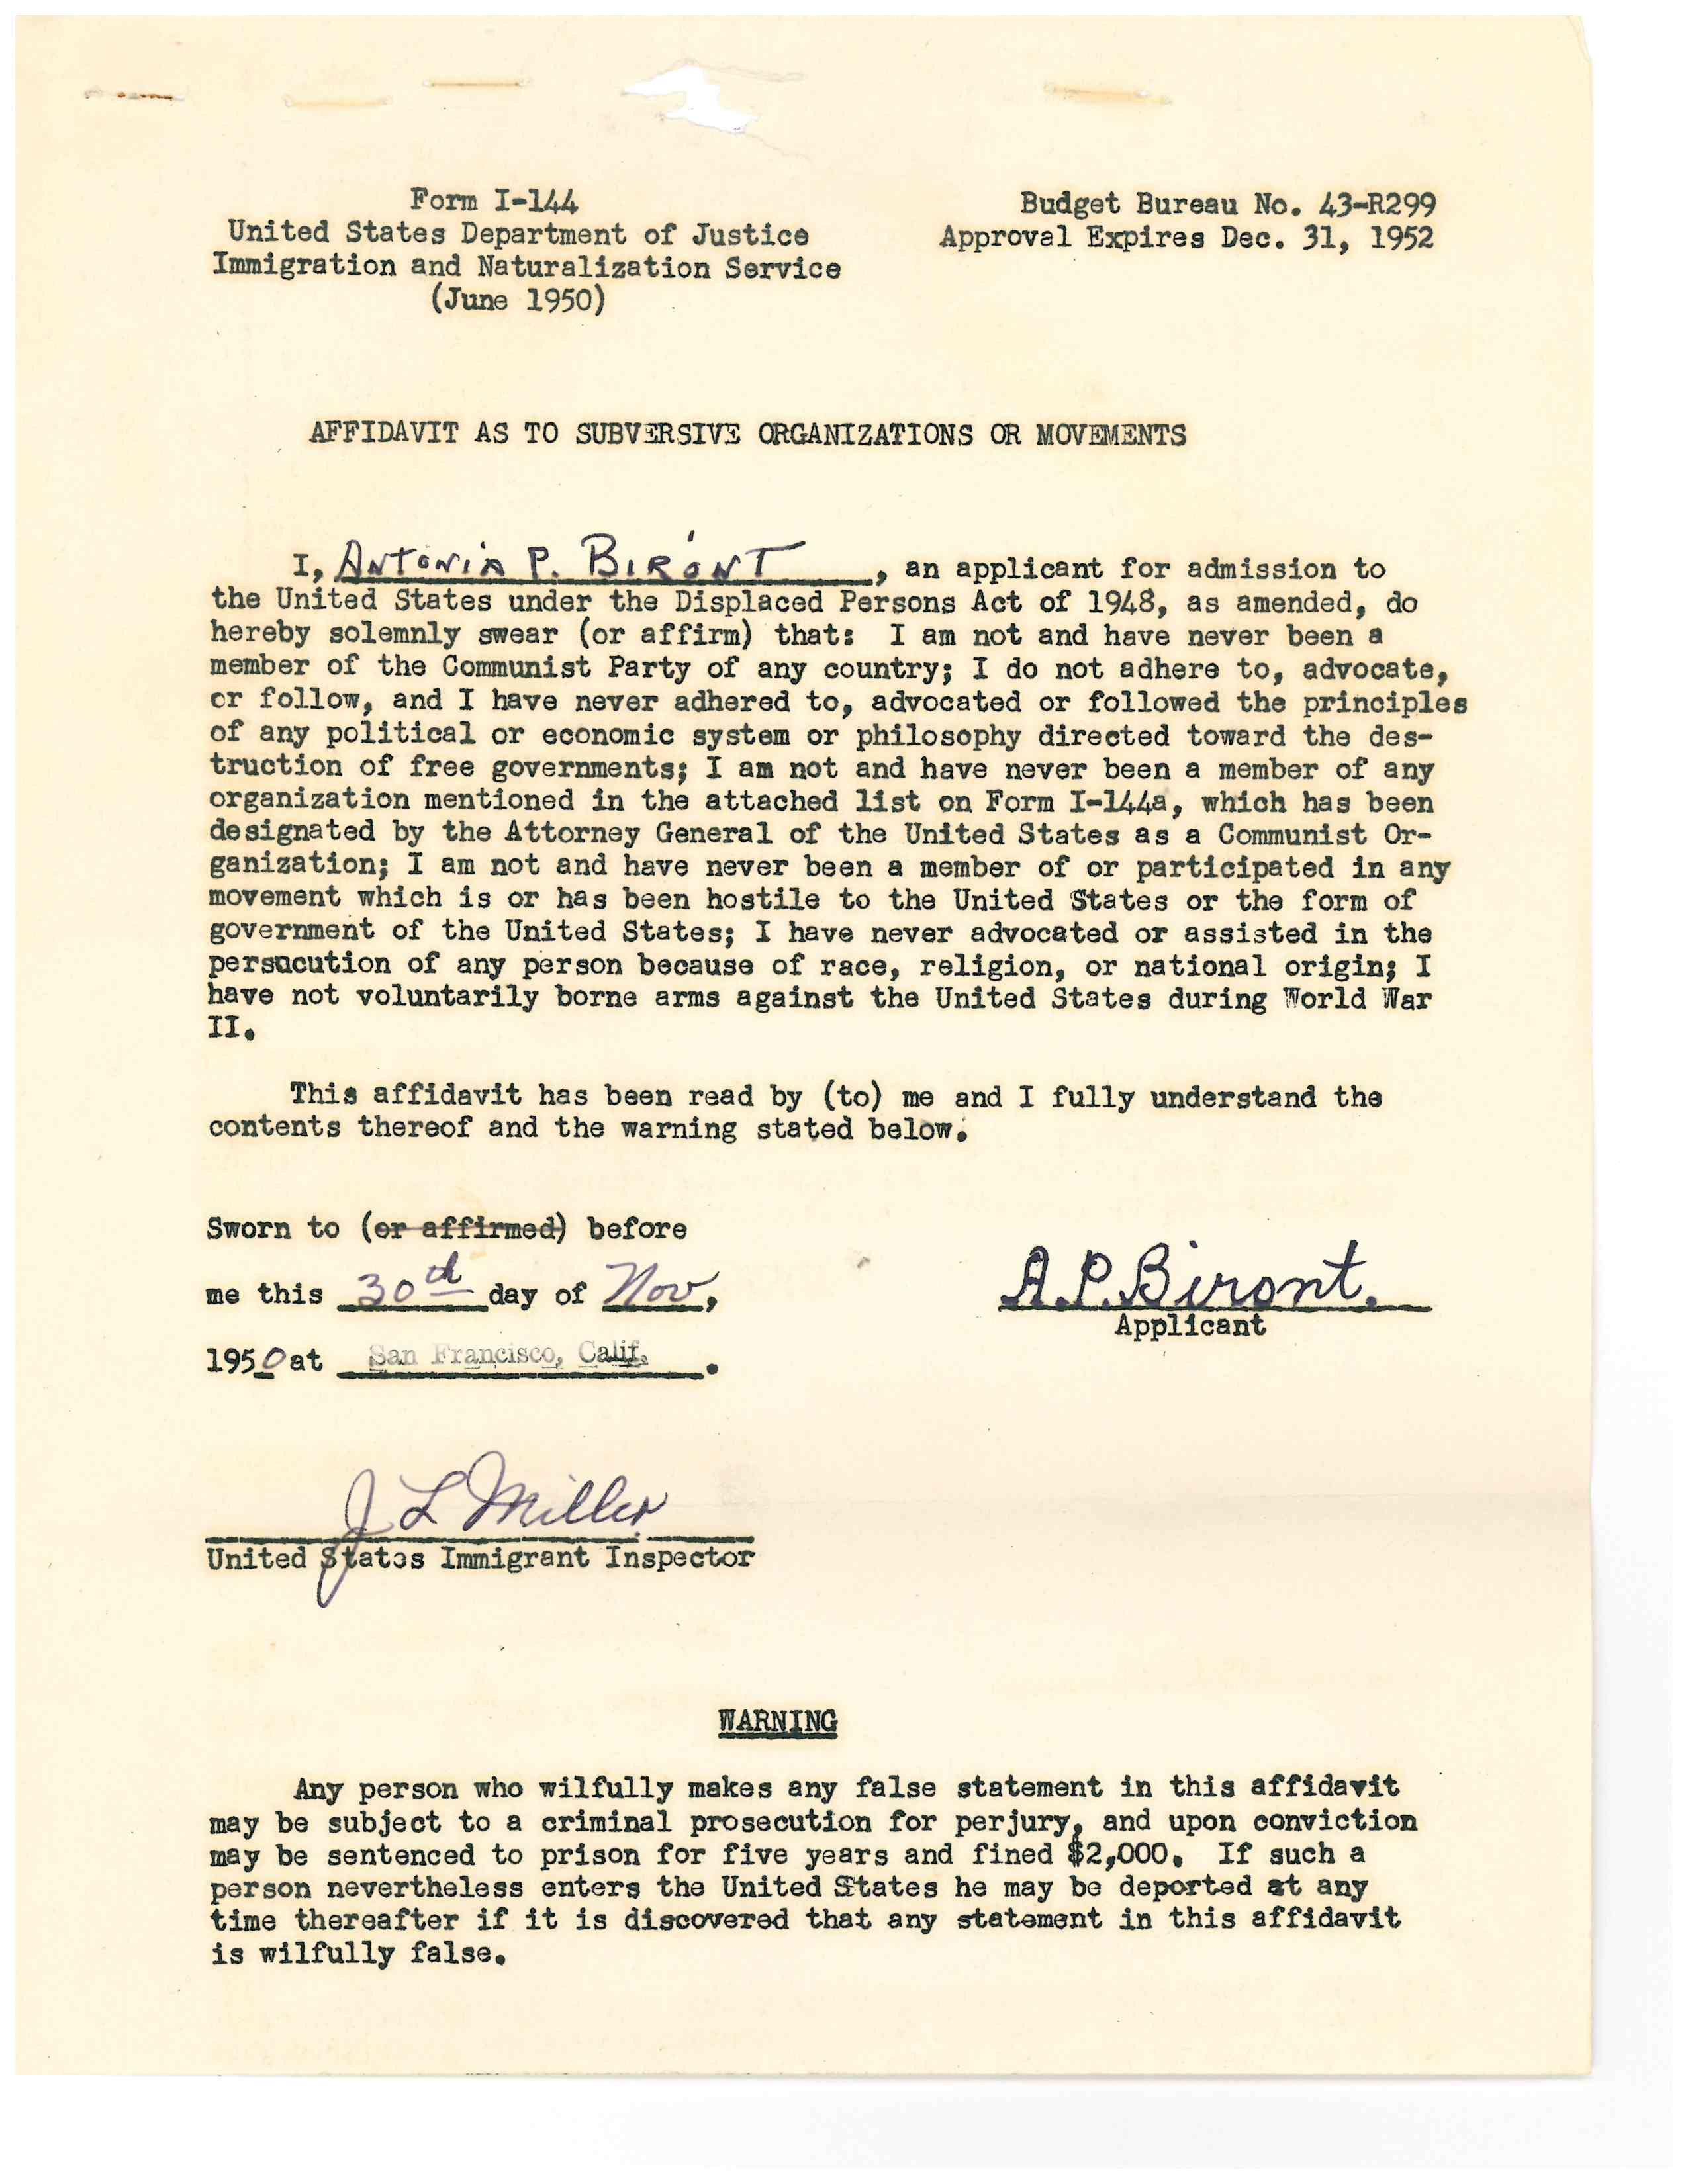 Form I-144
United States Department of Justice
Immigration and Naturalization Service
(June 1950)
Budget Bureau No. 43-R299
Approval Expires Dec. 31, 1952
AFFIDAVIT AS TO SUBVERSIVE ORGANIZATIONS OR MOVEMENTS
I, ANTONIA P. BIRONT, an applicant for admission to
the United States under the Displaced Persons Act of 1948, as amended, do
hereby solemnly swear (or affirm) that: I am not and have never been a
member of the Communist Party of any country; I do not adhere to, advocate,
or follow, and I have never adhered to, advocated or followed the principles
of any political or economic system or philosophy directed toward the des-
truction of free governments; I am not and have never been a member of any
organization mentioned in the attached list on Form I-144a, which has been
designated by the Attorney General of the United States as a Communist Or-
ganization; I am not and have never been a member of or participated in any
movement which is or has been hostile to the United States or the form of
government of the United States; I have never advocated or assisted in the
persucution of any person because of race, religion, or national origin; I
have not voluntarily borne arms against the United States during World War
II.
This affidavit has been read by (to) me and I fully understand the
contents thereof and the warning stated below.
Sworn to (or affirmed) before
me this 30th day of Nov,
1950 at San Francisco, Calif.
A.P. Biront.
Applicant
J L Miller
United States Immigrant Inspector
WARNING
Any person who wilfully makes any false statement in this affidavit
may be subject to a criminal prosecution for perjury, and upon conviction
may be sentenced to prison for five years and fined $2,000. If such a
person nevertheless enters the United States he may be deported at any
time thereafter if it is discovered that any statement in this affidavit
is wilfully false.